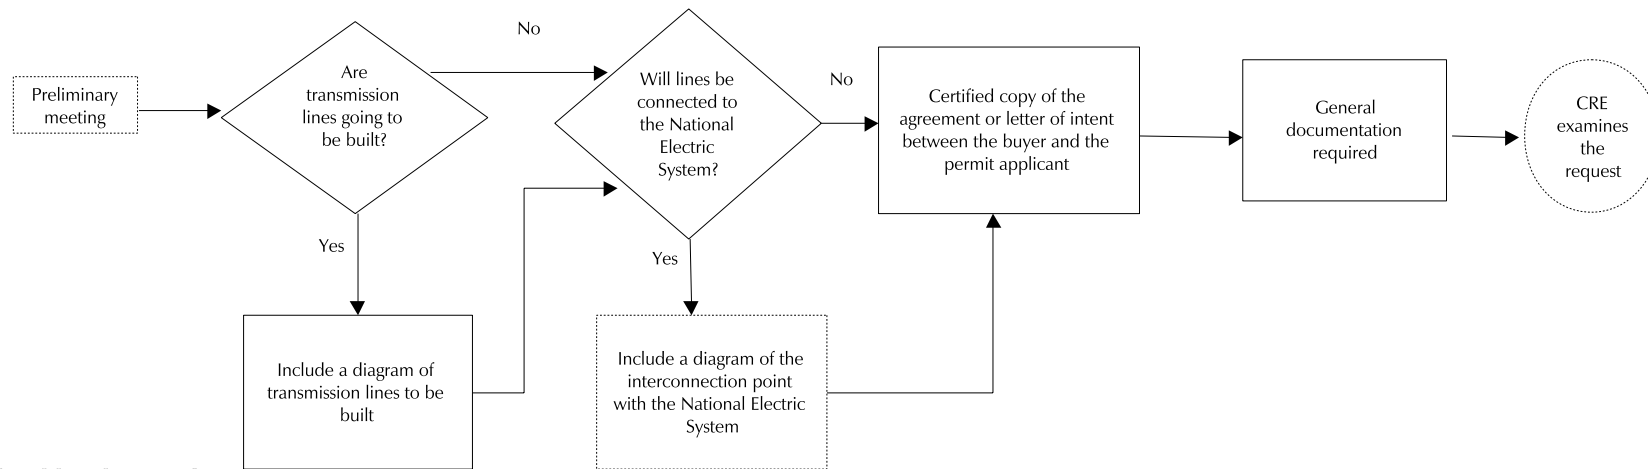 Preliminary
meeting
Are
transmission
lines going to
be built?
No
Yes
Include a diagram of
transmission lines to be
built
Will lines be
connected to
the National
Electric
System?
No
Yes
Include a diagram of the
interconnection point
with the National Electric
System
Certified copy of the
agreement or letter of intent
between the buyer and the
permit applicant
General
documentation
required
CRE
examines
the
request